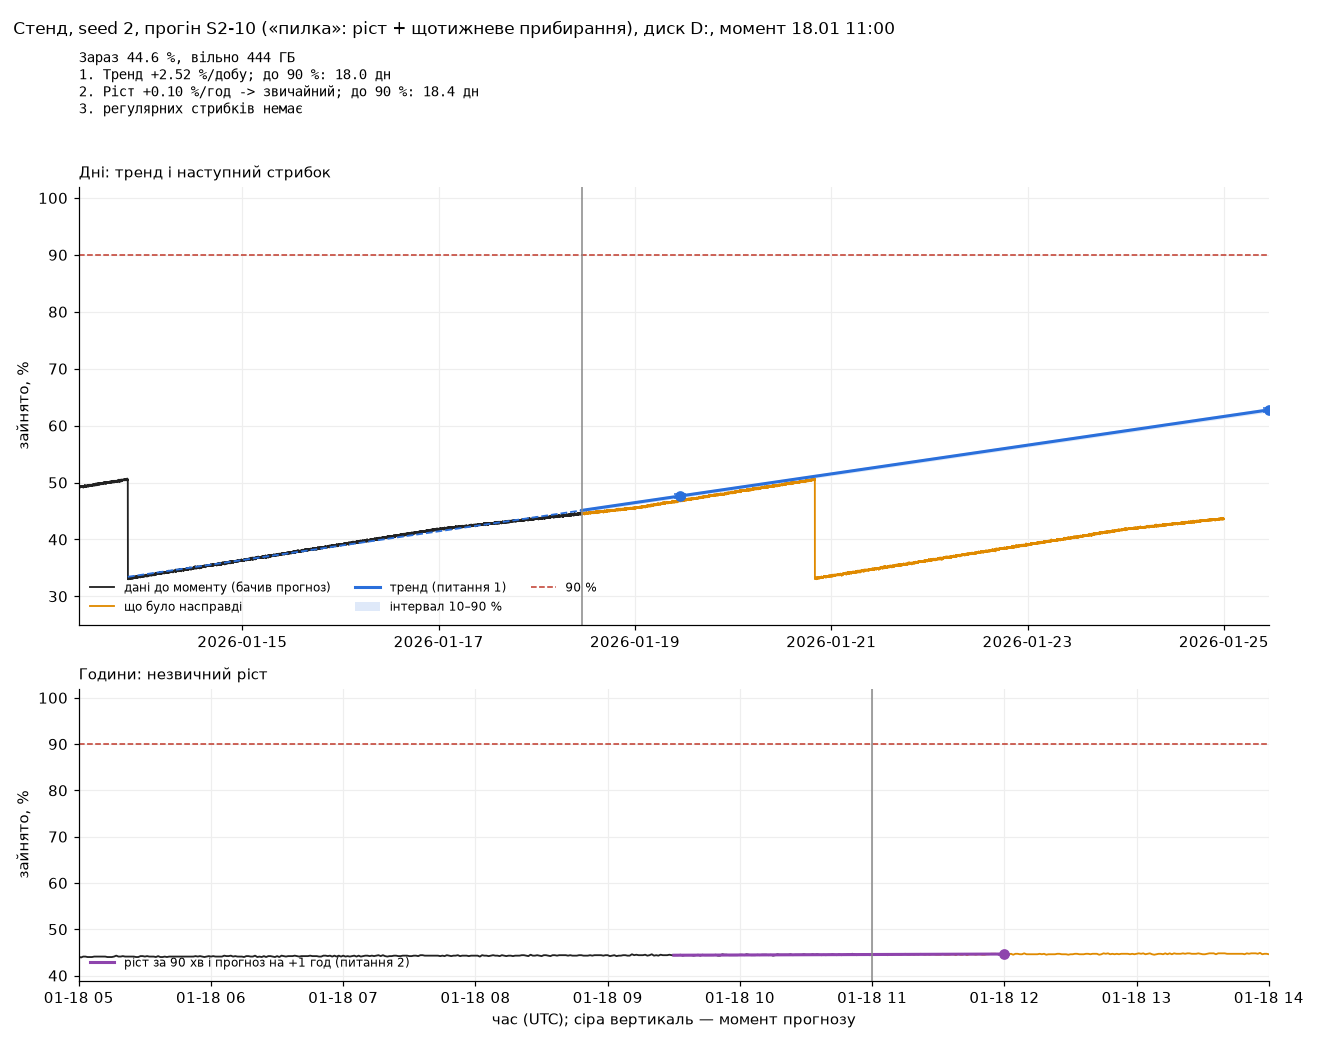 Стенд, seed 2, прогін S2-10 («пилка»: ріст + щотижневе прибирання), диск D:, момент 18.01 11:00
Зараз 44.6 %, вільно 444 ГБ
1. Тренд +2.52 %/добу; до 90 %: 18.0 дн
2. Ріст +0.10 %/год -> звичайний; до 90 %: 18.4 дн
3. регулярних стрибків немає
Дні: тренд і наступний стрибок
100
90
80
70
60
50
40
30
зайнято, %
дані до моменту (бачив прогноз)
що було насправді
тренд (питання 1)
інтервал 10–90 %
90 %
2026-01-15
2026-01-17
2026-01-19
2026-01-21
2026-01-23
2026-01-25
Години: незвичний ріст
100
90
80
70
60
50
40
зайнято, %
ріст за 90 хв і прогноз на +1 год (питання 2)
01-18 05
01-18 06
01-18 07
01-18 08
01-18 09
01-18 10
01-18 11
01-18 12
01-18 13
01-18 14
час (UTC); сіра вертикаль — момент прогнозу